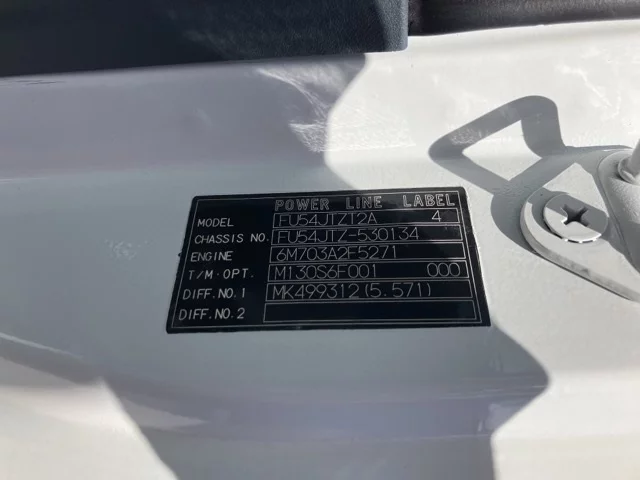 POWER LINE LABEL
MODEL FU54JTZ12A 4
CHASSIS NO. FU54JTZ-530134
ENGINE 6M703A2F5271
T/M·OPT. M130S6F001 000
DIFF.NO.1 MK499312(5.571)
DIFF.NO.2